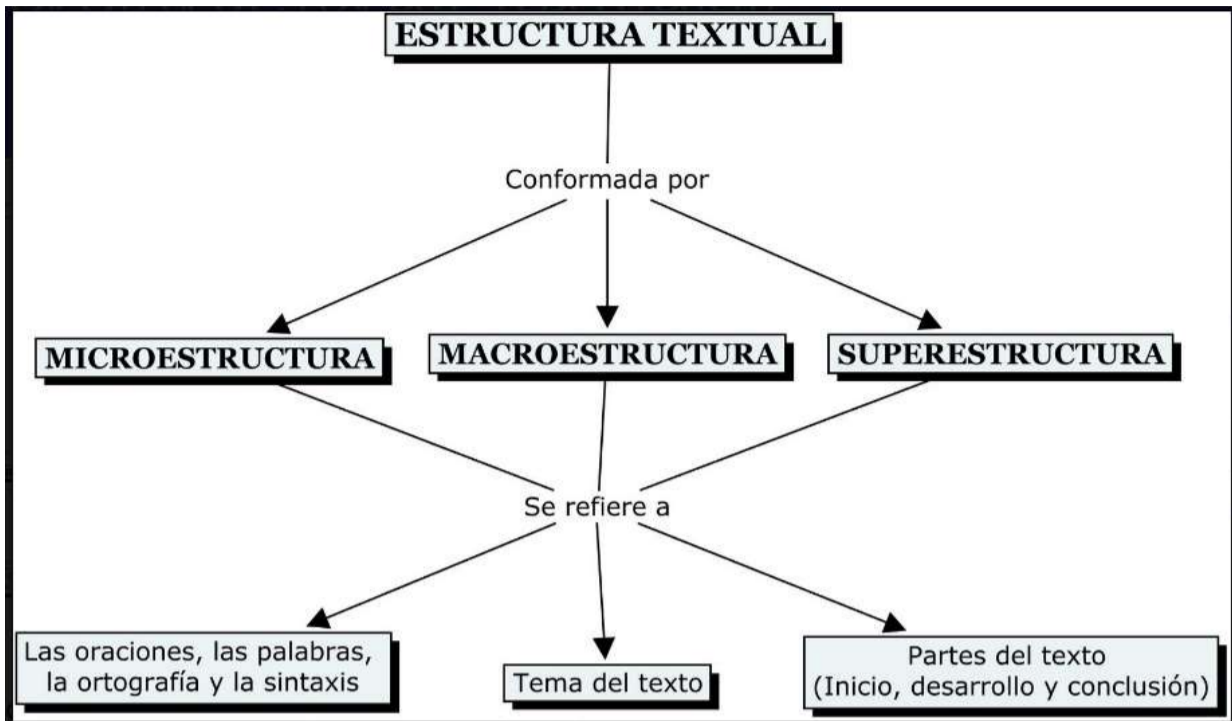 ESTRUCTURA TEXTUAL
Conformada por
MICROESTRUCTURA
MACROESTRUCTURA
SUPERESTRUCTURA
Se refiere a
Las oraciones, las palabras,
la ortografía y la sintaxis
Tema del texto
Partes del texto
(Inicio, desarrollo y conclusión)